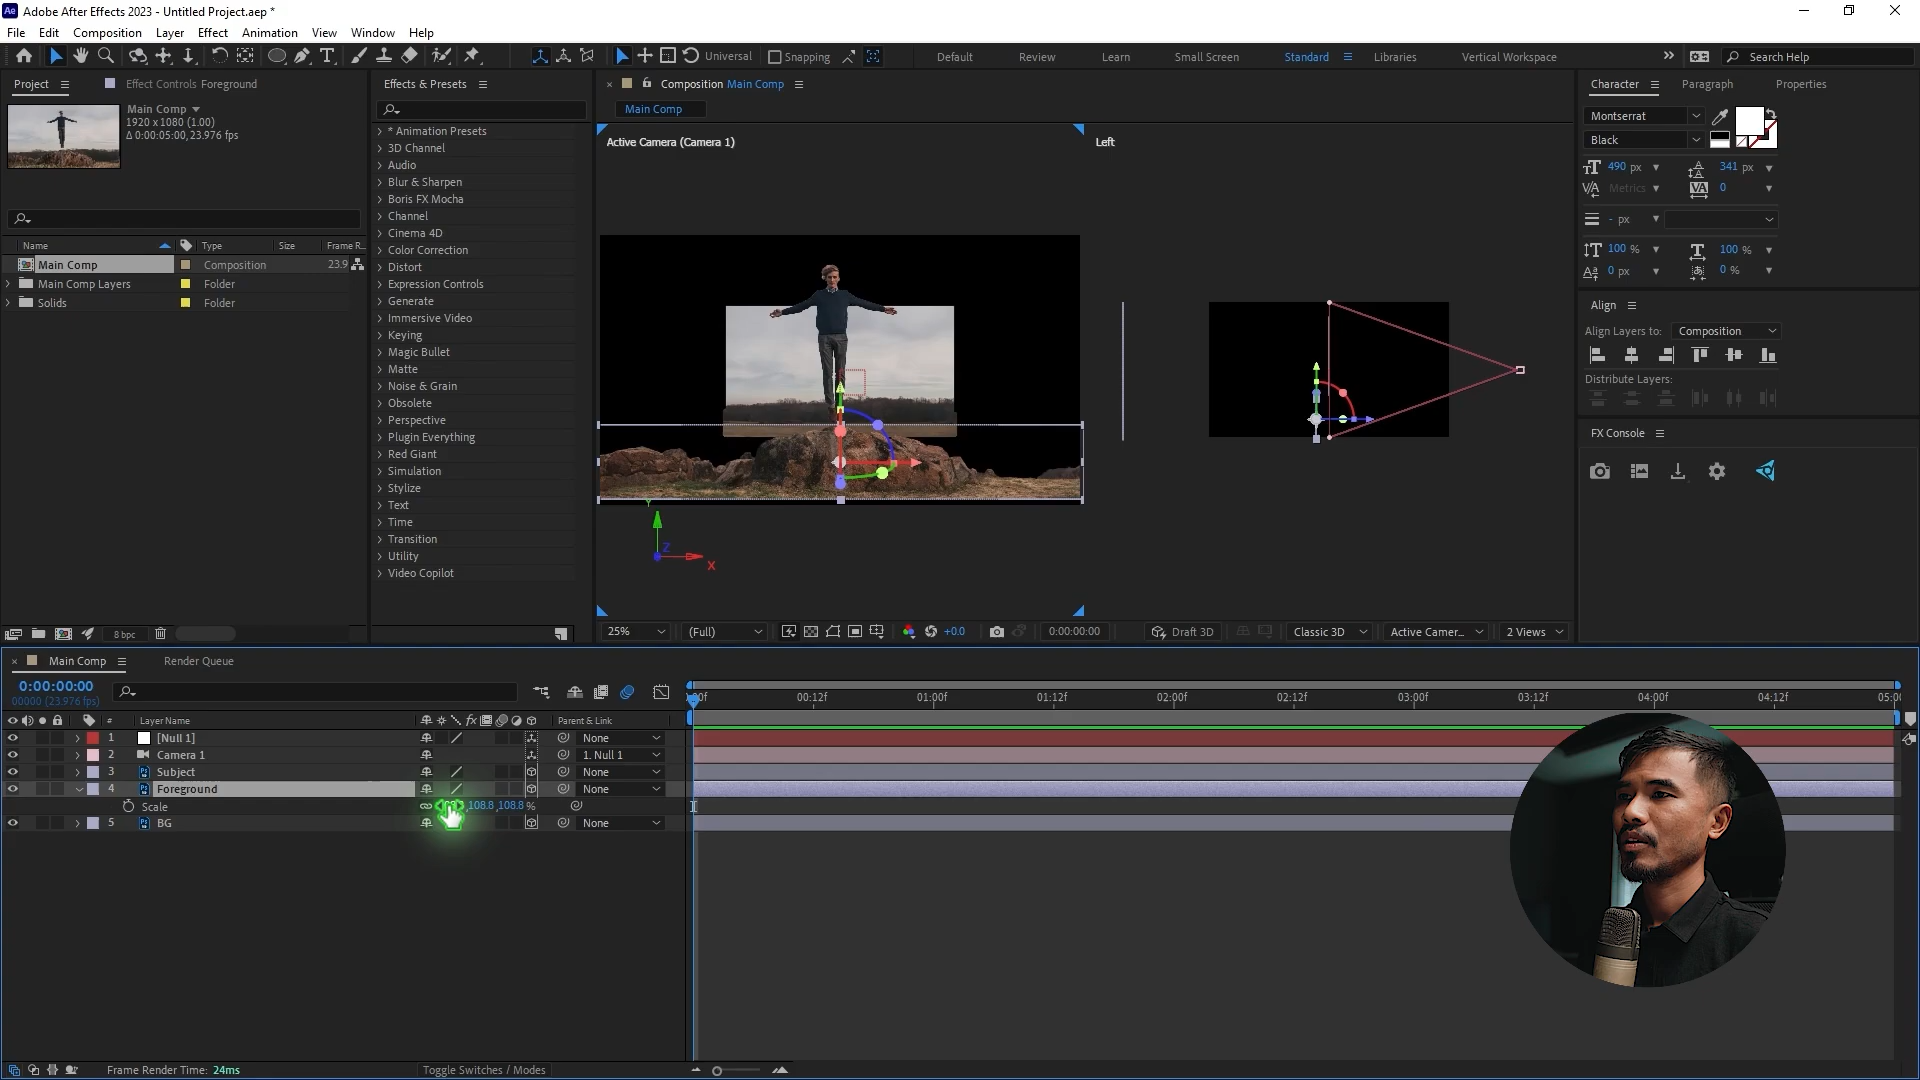 Ae Adobe After Effects 2023 - Untitled Project.aep *
File Edit Composition Layer Effect Animation View Window Help
Universal Snapping Default Review Learn Small Screen Standard Libraries Vertical Workspace Search Help
Project Effect Controls Foreground
Main Comp
1920 x 1080 (1.00)
Δ 0:00:05:00, 23.976 fps
Name Type Size Frame R...
Main Comp Composition 23.9
Main Comp Layers Folder
Solids Folder
8 bpc
Effects & Presets
* Animation Presets
3D Channel
Audio
Blur & Sharpen
Boris FX Mocha
Channel
Cinema 4D
Color Correction
Distort
Expression Controls
Generate
Immersive Video
Keying
Magic Bullet
Matte
Noise & Grain
Obsolete
Perspective
Plugin Everything
Red Giant
Simulation
Stylize
Text
Time
Transition
Utility
Video Copilot
Composition Main Comp
Main Comp
Active Camera (Camera 1)
Left
Y
Z
X
25% (Full) +0.0 0:00:00:00 Draft 3D Classic 3D Active Camer... 2 Views
Character Paragraph Properties
Montserrat
Black
490 px 341 px
Metrics 0
- px
100 % 100 %
0 px 0 %
Align
Align Layers to: Composition
Distribute Layers:
FX Console
Main Comp Render Queue
0:00:00:00
00000 (23.976 fps)
:00f 00:12f 01:00f 01:12f 02:00f 02:12f 03:00f 03:12f 04:00f 04:12f 05:00
# Layer Name fx Parent & Link
1 [Null 1] None
2 Camera 1 1. Null 1
3 Subject None
4 Foreground None
Scale 108.8 ,108.8 %
5 BG None
Frame Render Time: 24ms Toggle Switches / Modes